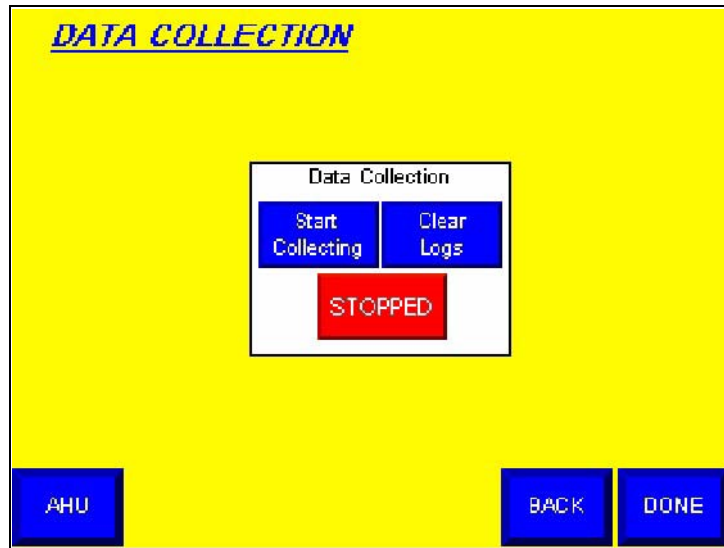 DATA COLLECTION
Data Collection
Start Clear
Collecting Logs
STOPPED
AHU BACK DONE